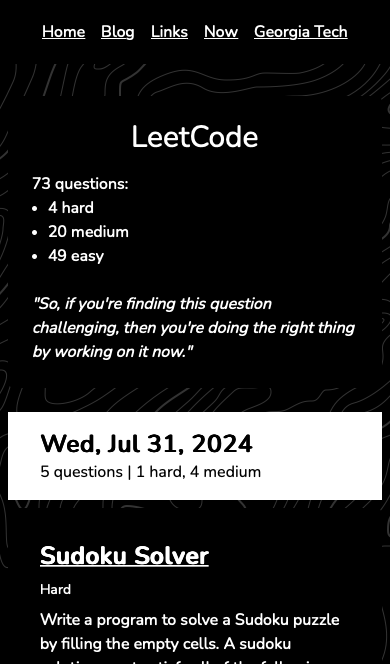 Home Blog Links Now Georgia Tech
LeetCode
73 questions:
4 hard
20 medium
49 easy
"So, if you're finding this question
challenging, then you're doing the right thing
by working on it now."
Wed, Jul 31, 2024
5 questions | 1 hard, 4 medium
Sudoku Solver
Hard
Write a program to solve a Sudoku puzzle
by filling the empty cells. A sudoku